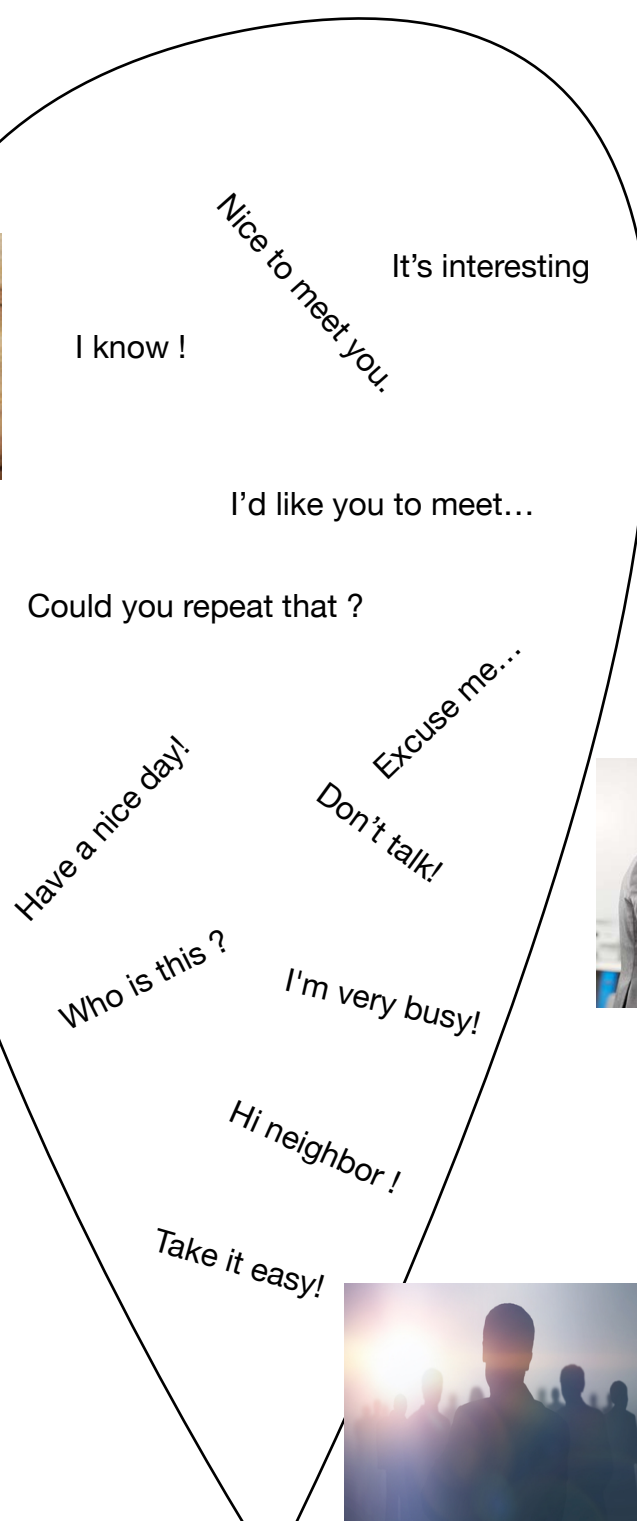 Nice to meet you.
It’s interesting
I know !
I’d like you to meet…
Could you repeat that ?
Excuse me…
Have a nice day!
Don’t talk!
Who is this ?
I'm very busy!
Hi neighbor !
Take it easy!